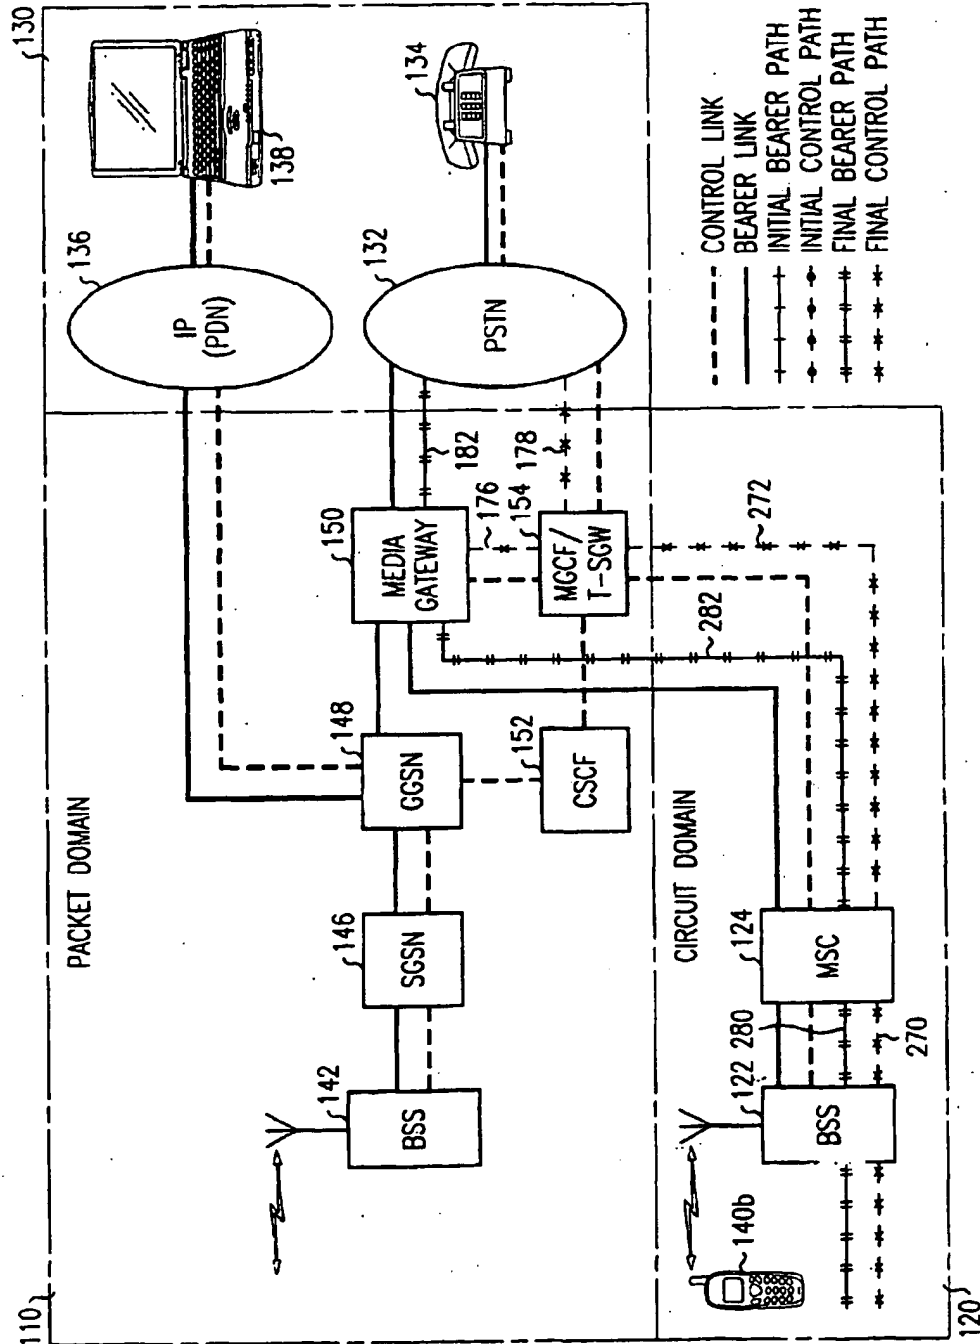 110
130
PACKET DOMAIN
136
IP
(PDN)
138
134
132
PSTN
150
MEDIA
GATEWAY
182
176
178
154
MGCF/
T-SGW
272
282
148
GGSN
152
CSCF
146
SGSN
142
BSS
CIRCUIT DOMAIN
124
MSC
122
280
270
BSS
140b
120
CONTROL LINK
BEARER LINK
INITIAL BEARER PATH
INITIAL CONTROL PATH
FINAL BEARER PATH
FINAL CONTROL PATH